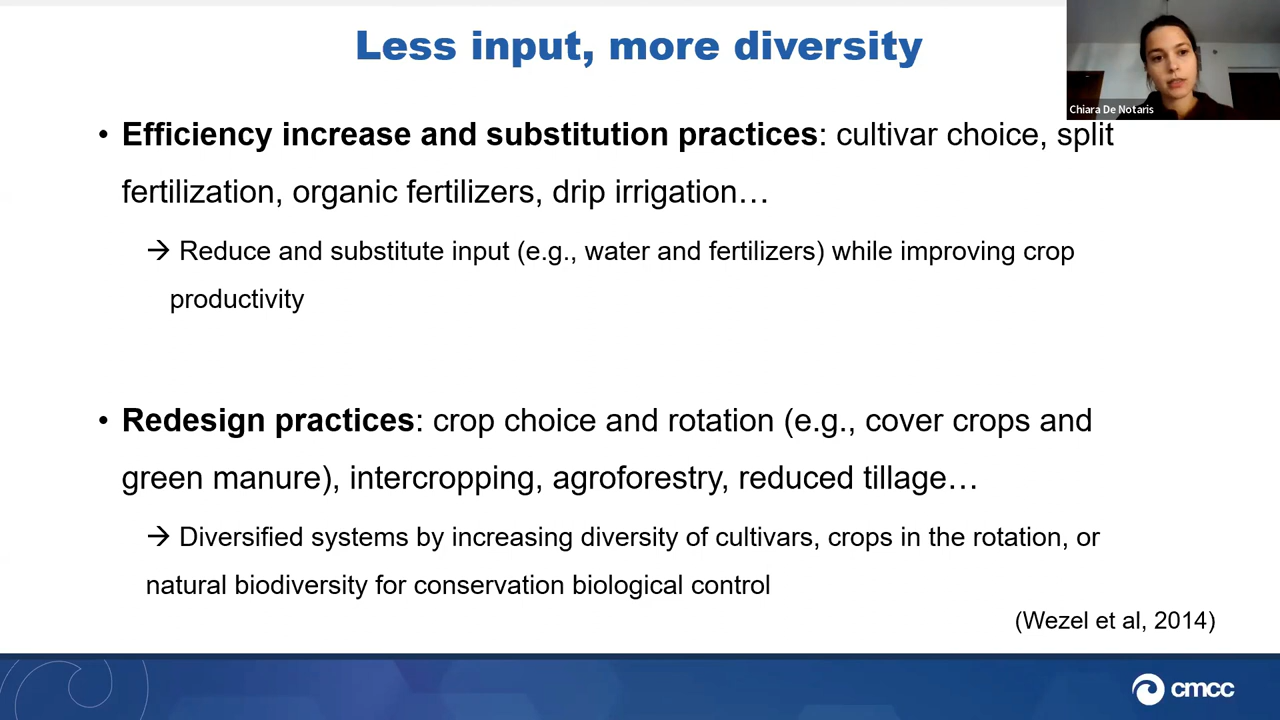 Less input, more diversity
Chiara De Notaris
• Efficiency increase and substitution practices: cultivar choice, split
fertilization, organic fertilizers, drip irrigation…
→ Reduce and substitute input (e.g., water and fertilizers) while improving crop
productivity
• Redesign practices: crop choice and rotation (e.g., cover crops and
green manure), intercropping, agroforestry, reduced tillage…
→ Diversified systems by increasing diversity of cultivars, crops in the rotation, or
natural biodiversity for conservation biological control
(Wezel et al, 2014)
cmcc